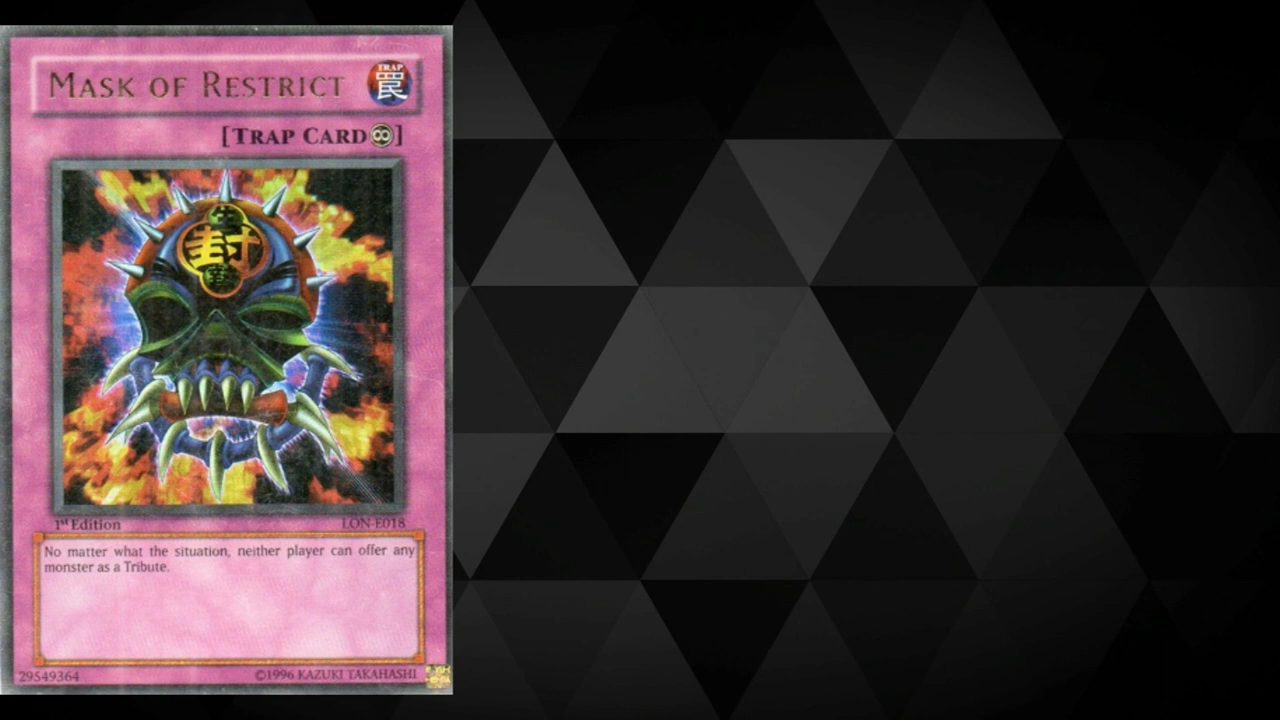 MASK OF RESTRICT
TRAP
罠
[TRAP CARD∞]
封
1st Edition
LON-E018
No matter what the situation, neither player can offer any
monster as a Tribute.
29549364
©1996 KAZUKI TAKAHASHI